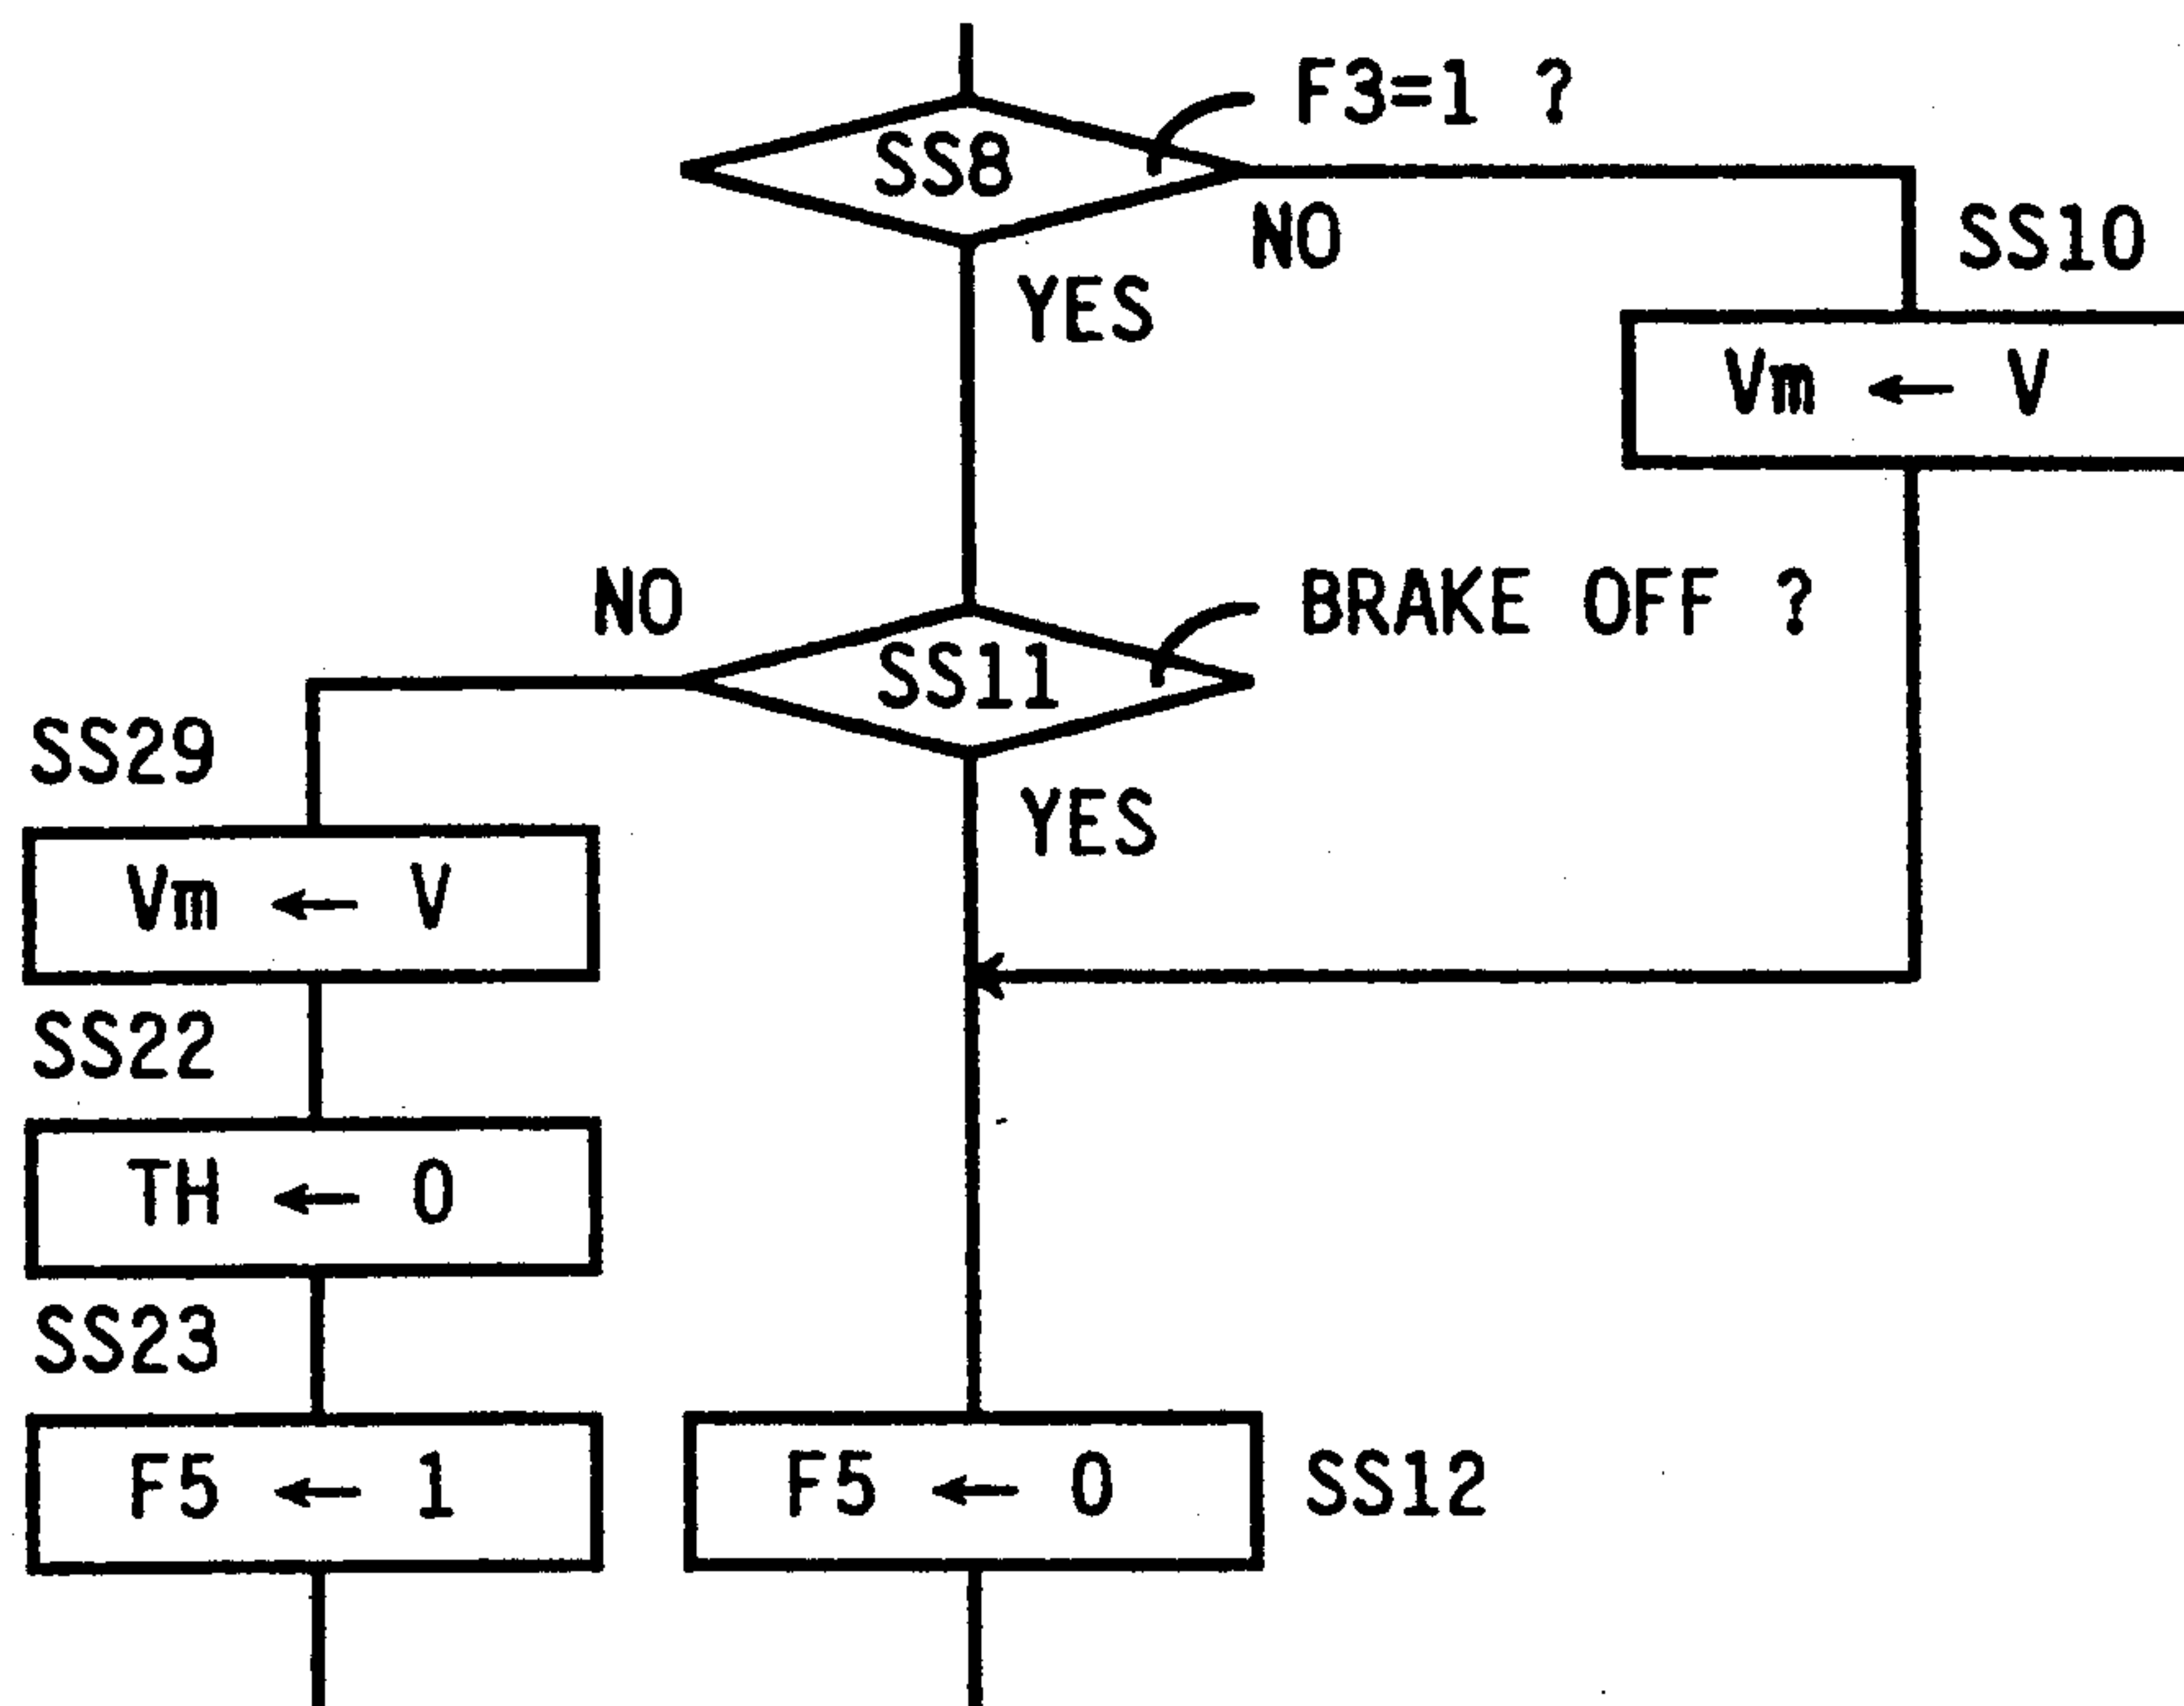 F3=1 ?
SS8
NO
SS10
YES
Vm ← V
NO
BRAKE OFF ?
SS11
SS29
YES
Vm ← V
SS22
TH ← 0
SS23
F5 ← 1
F5 ← 0
SS12